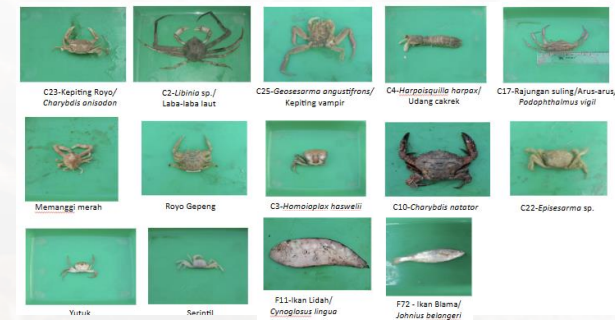 C23-Kepiting Royo/
Charybdis anisodon
C2-Libinia sp./
Laba-laba laut
C25-Geosesarma angustifrons/
Kepiting vampir
C4-Harpoisquilla harpax/
Udang cakrek
C17-Rajungan suling/Arus-arus/
Podophthalmus vigil
Memanggi merah
Royo Gepeng
C3-Homoioplax haswelii
C10-Charybdis natator
C22-Episesarma sp.
Yutuk
Serintil
F11-Ikan Lidah/
Cynoglosus lingua
F72 - Ikan Blama/
Johnius belangeri